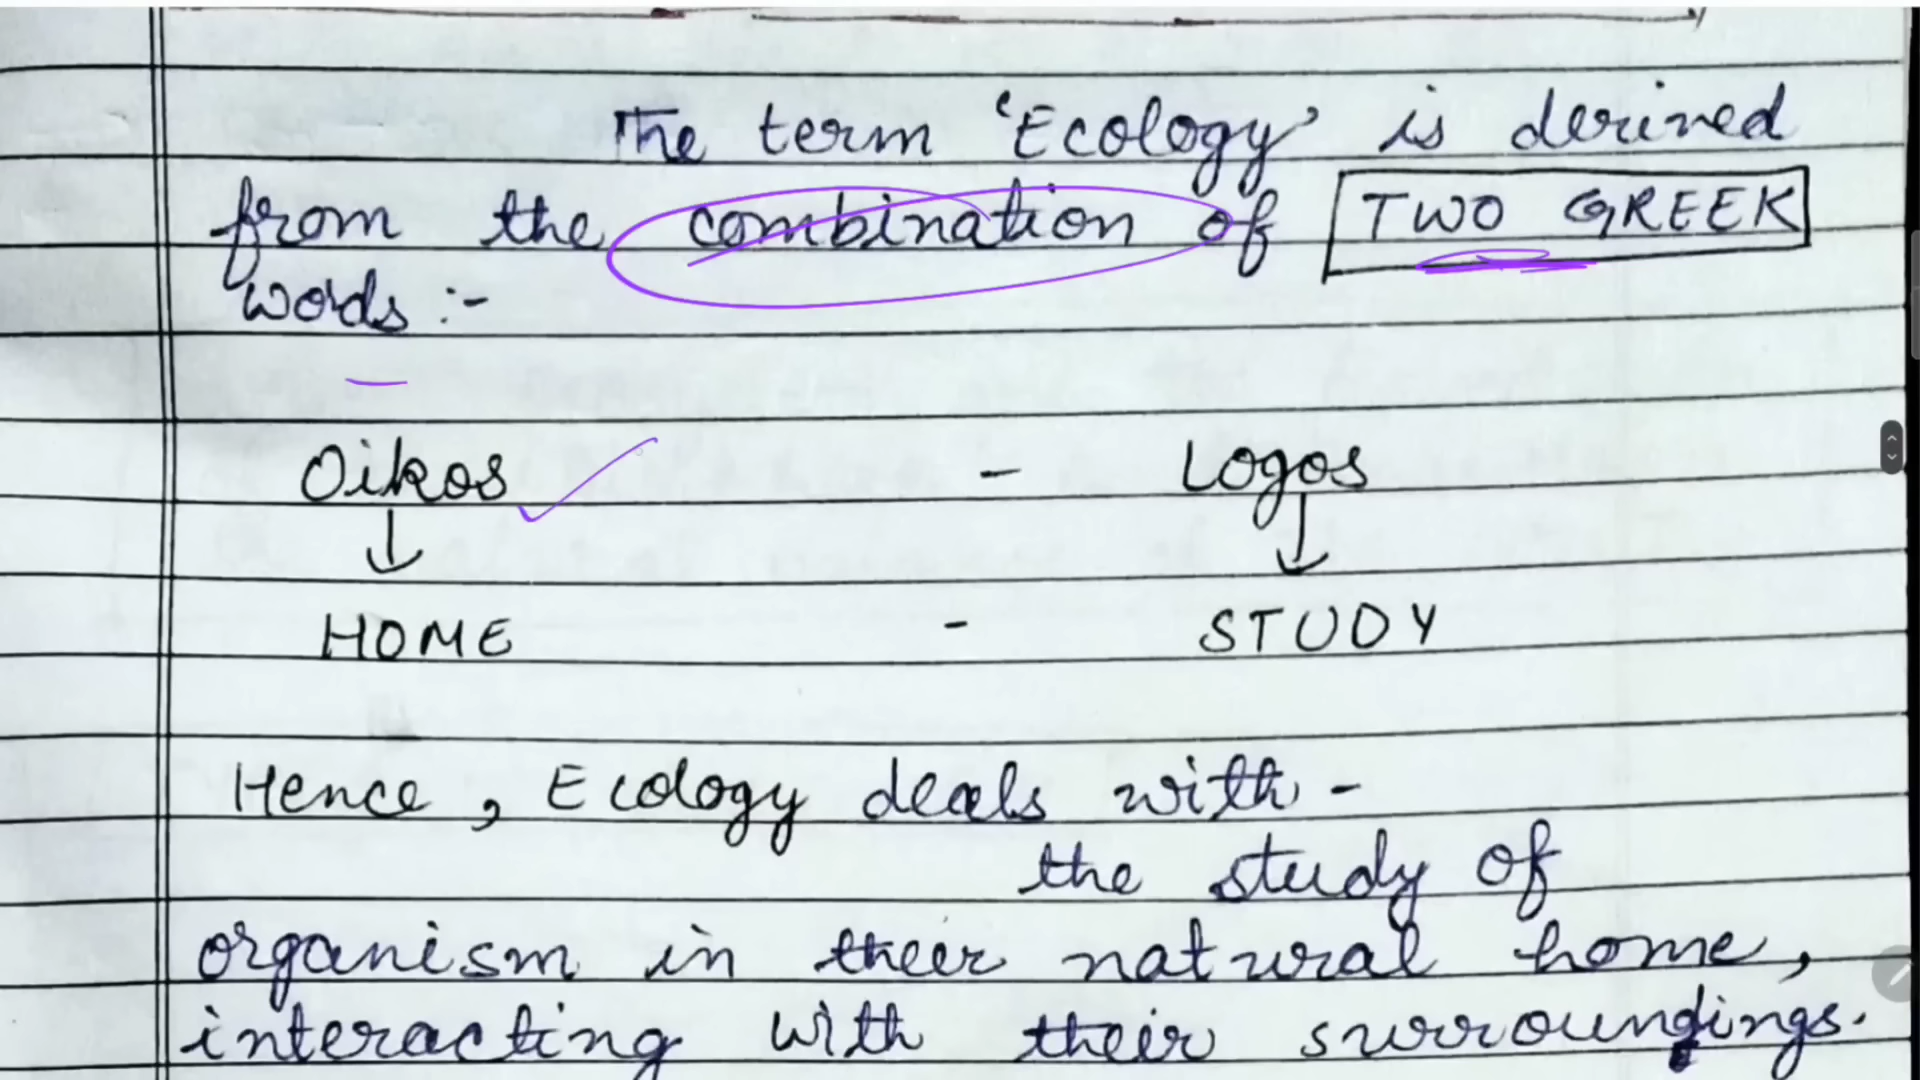 The term 'Ecology' is derived
from the combination of TWO GREEK
words :-
Oikos - Logos
HOME - STUDY
Hence, Ecology deals with -
the study of
organism in their natural home,
interacting with their surroundings.